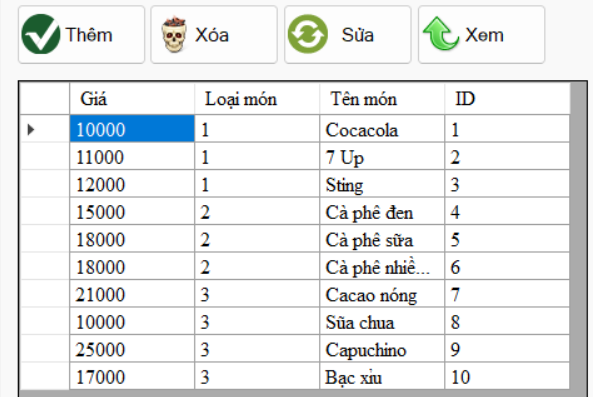 Thêm Xóa Sửa Xem
Giá Loại món Tên món ID
10000 1 Cocacola 1
11000 1 7 Up 2
12000 1 Sting 3
15000 2 Cà phê đen 4
18000 2 Cà phê sữa 5
18000 2 Cà phê nhiề... 6
21000 3 Cacao nóng 7
10000 3 Sữa chua 8
25000 3 Capuchino 9
17000 3 Bạc xỉu 10